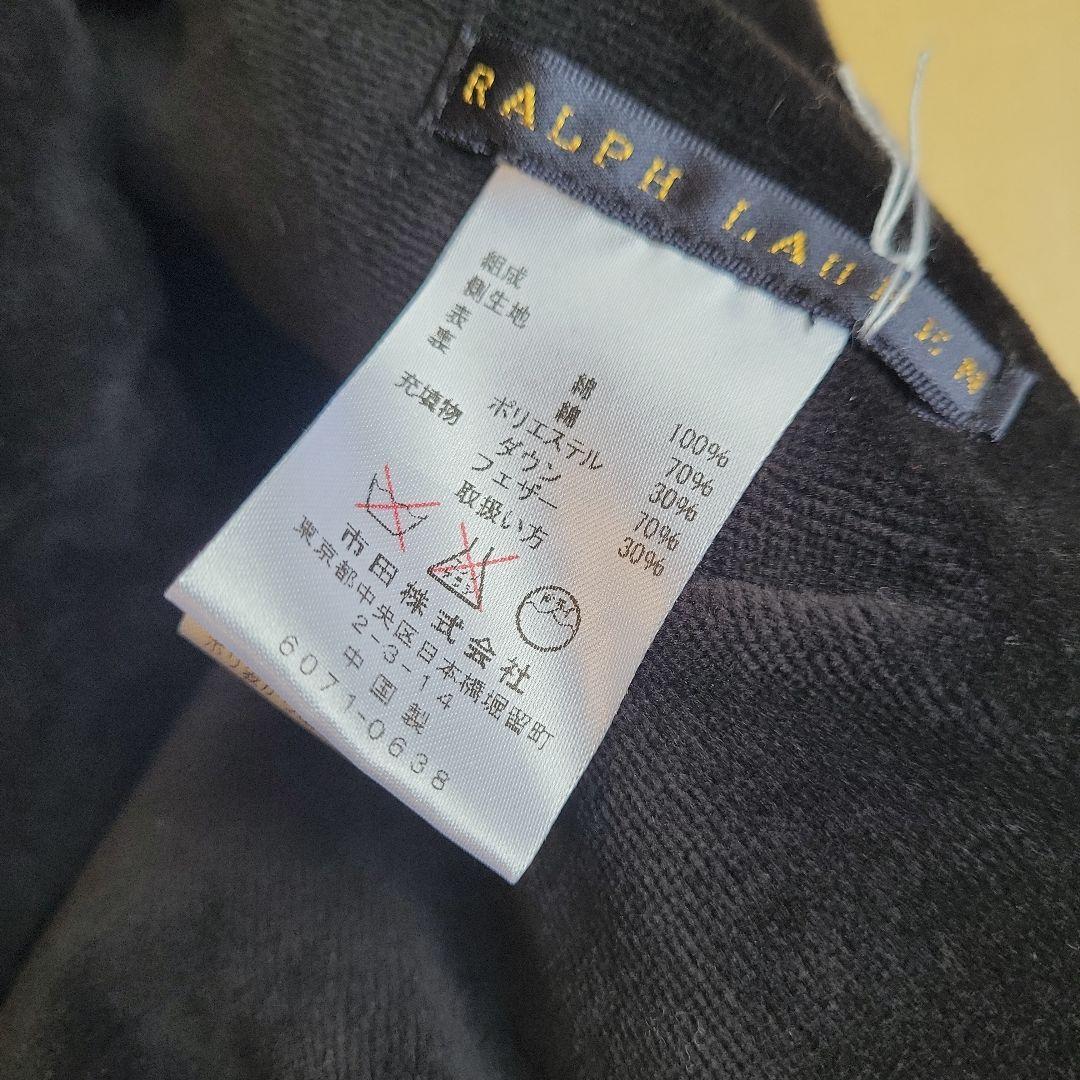 RALPH LAUREN
組成
側生地
表 綿 100%
裏 綿 70%
ポリエステル 30%
充填物 ダウン 70%
フェザー 30%
取扱い方
市田株式会社
東京都中央区日本橋堀留町
2-3-14
中国製
6071-0638